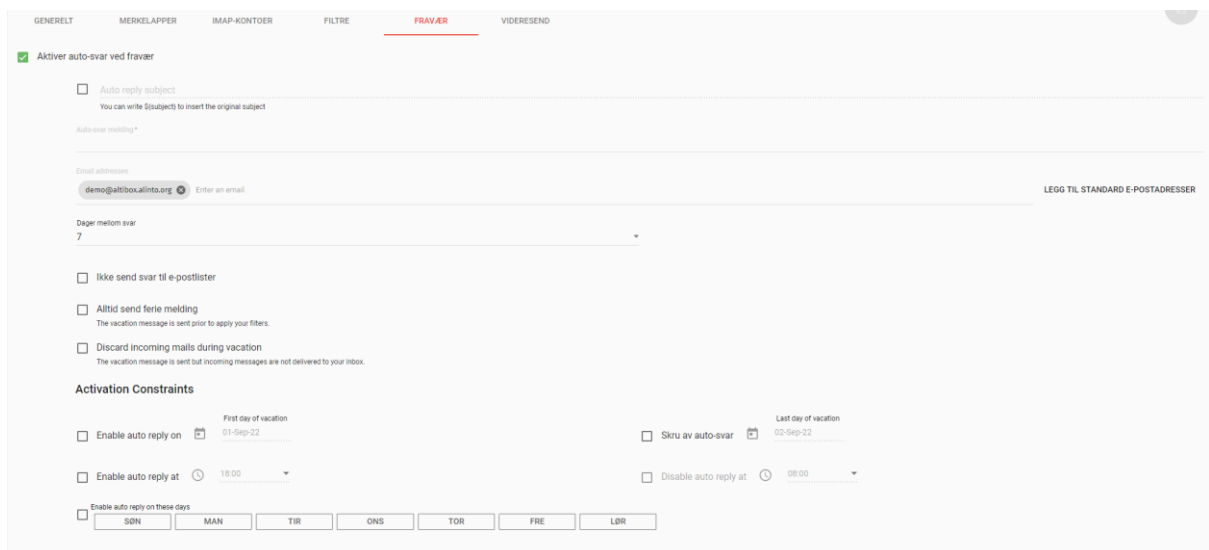 GENERELT MERKELAPPER IMAP-KONTOER FILTRE FRAVÆR VIDERESEND
Aktiver auto-svar ved fravær
Auto reply subject
You can write ${subject} to insert the original subject
Auto-svar melding *
Email addresses
demo@altibox.alinto.org Enter an email LEGG TIL STANDARD E-POSTADRESSER
Dager mellom svar
7
Ikke send svar til e-postlister
Alltid send ferie melding
The vacation message is sent prior to apply your filters.
Discard incoming mails during vacation
The vacation message is sent but incoming messages are not delivered to your inbox.
Activation Constraints
First day of vacation Last day of vacation
Enable auto reply on 01-Sep-22 Skru av auto-svar 02-Sep-22
Enable auto reply at 18:00 Disable auto reply at 08:00
Enable auto reply on these days
SØN MAN TIR ONS TOR FRE LØR